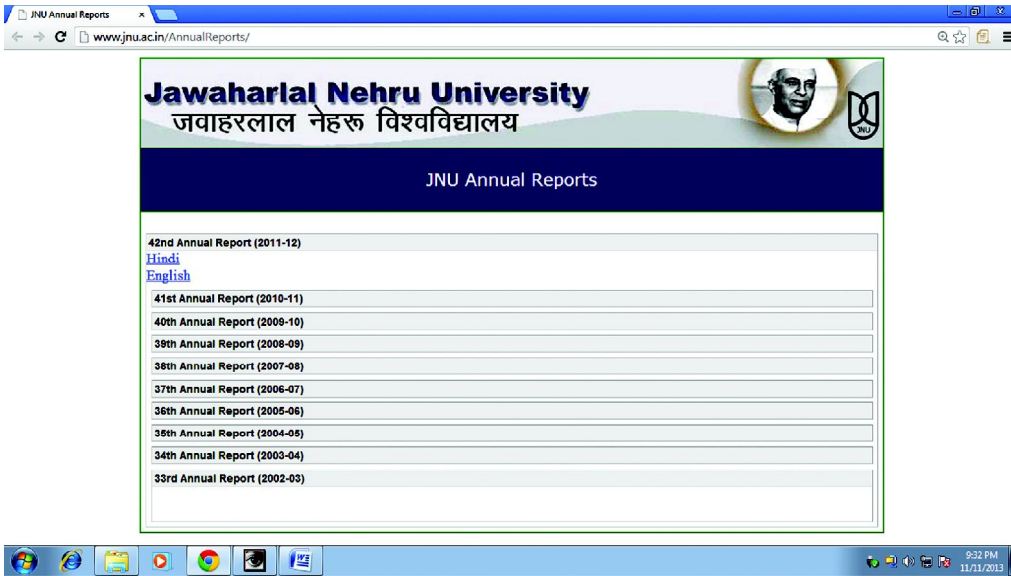 JNU Annual Reports
www.jnu.ac.in/AnnualReports/
Jawaharlal Nehru University
जवाहरलाल नेहरू विश्वविद्यालय
JNU
JNU Annual Reports
42nd Annual Report (2011-12)
Hindi
English
41st Annual Report (2010-11)
40th Annual Report (2009-10)
39th Annual Report (2008-09)
38th Annual Report (2007-08)
37th Annual Report (2006-07)
36th Annual Report (2005-06)
35th Annual Report (2004-05)
34th Annual Report (2003-04)
33rd Annual Report (2002-03)
9:32 PM
11/11/2013